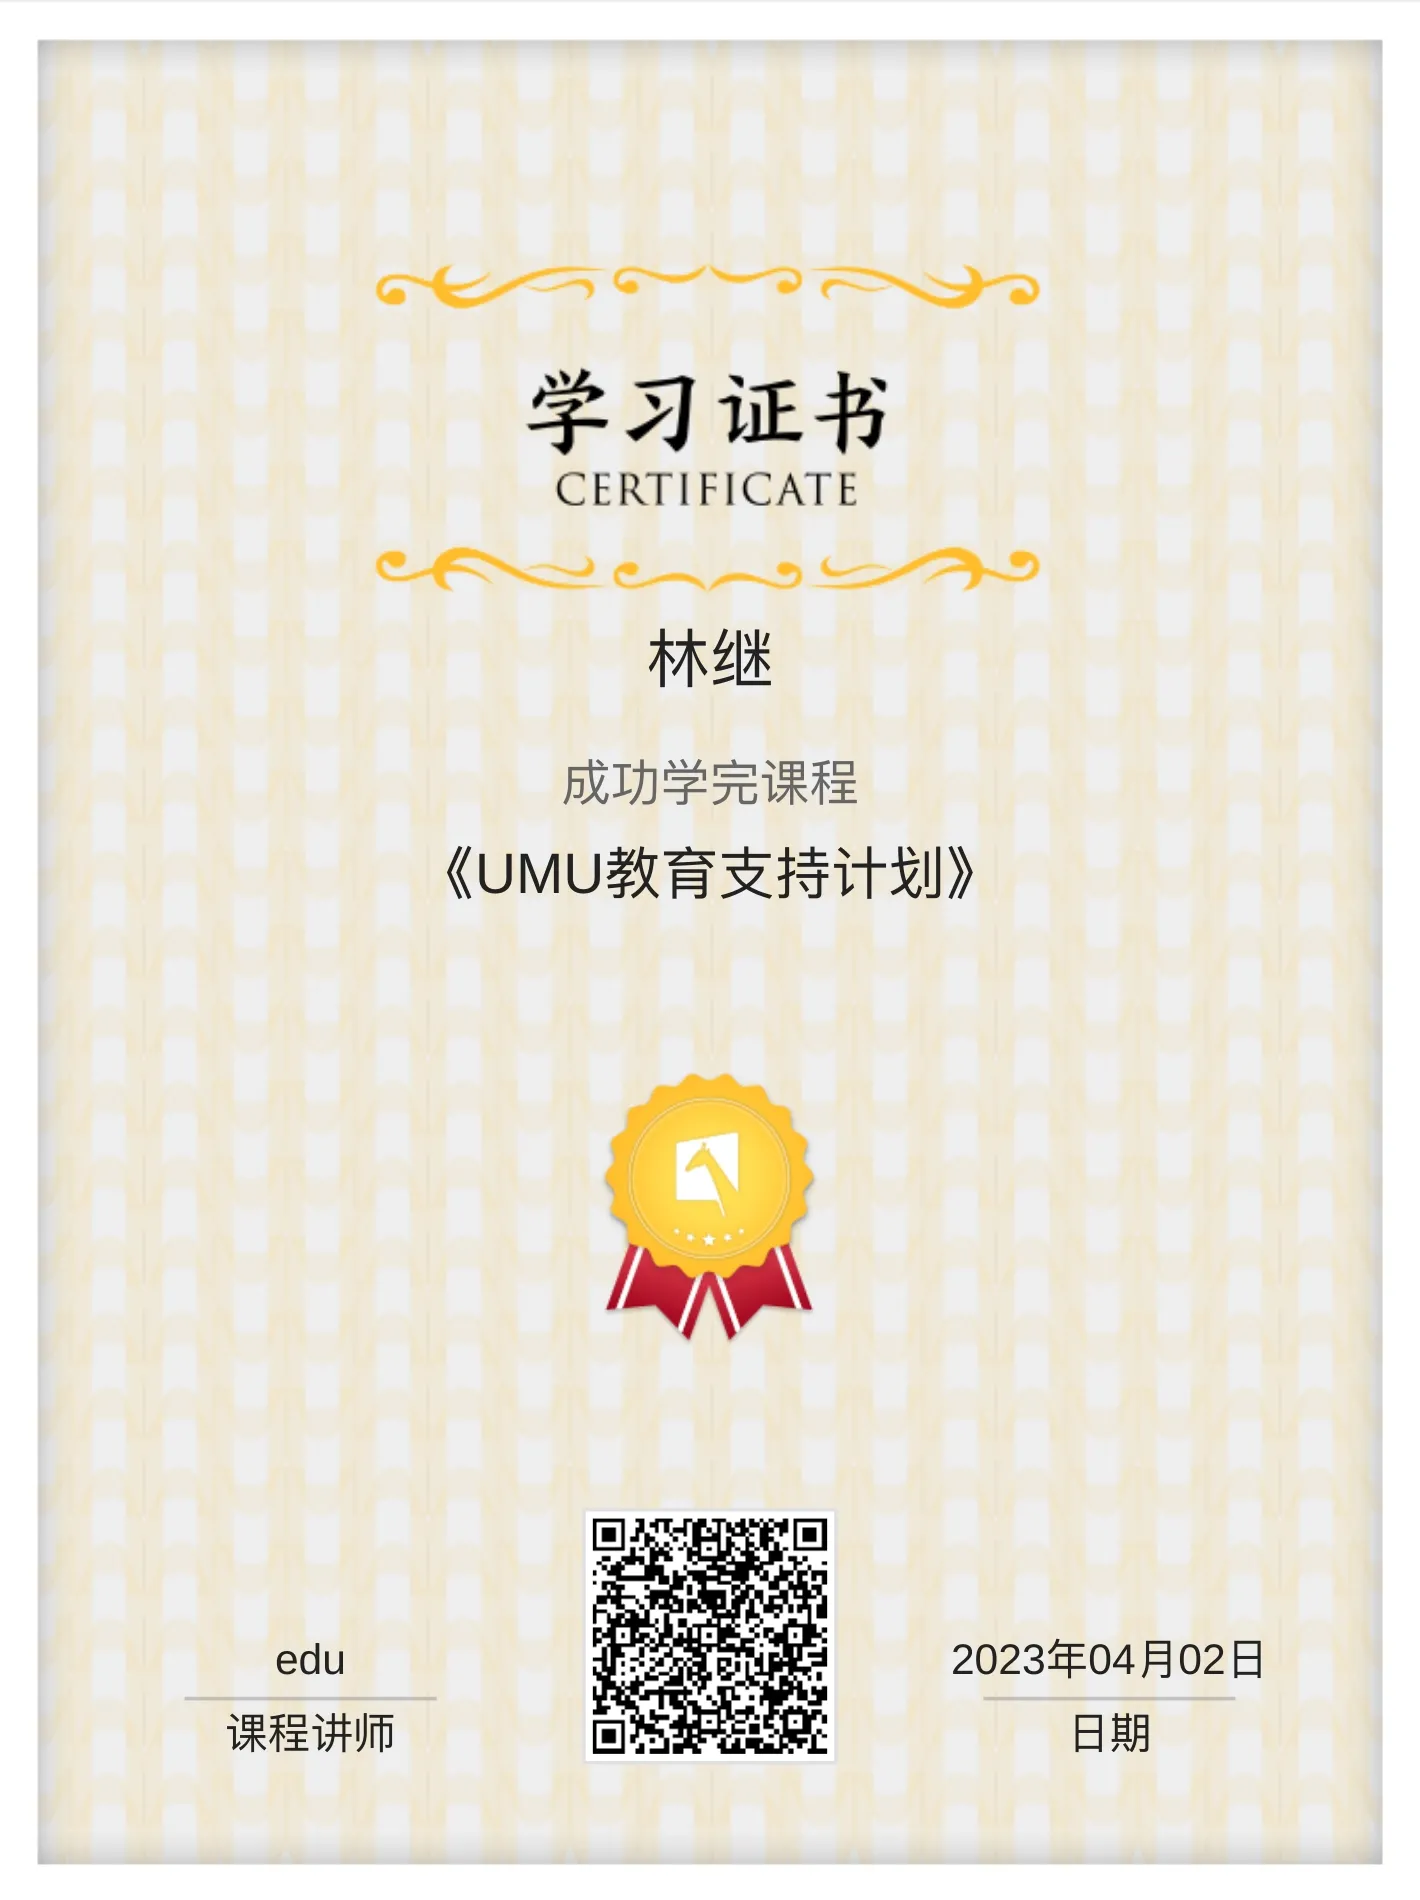 学习证书
CERTIFICATE
林继
成功学完课程
《UMU教育支持计划》
edu
课程讲师
2023年04月02日
日期